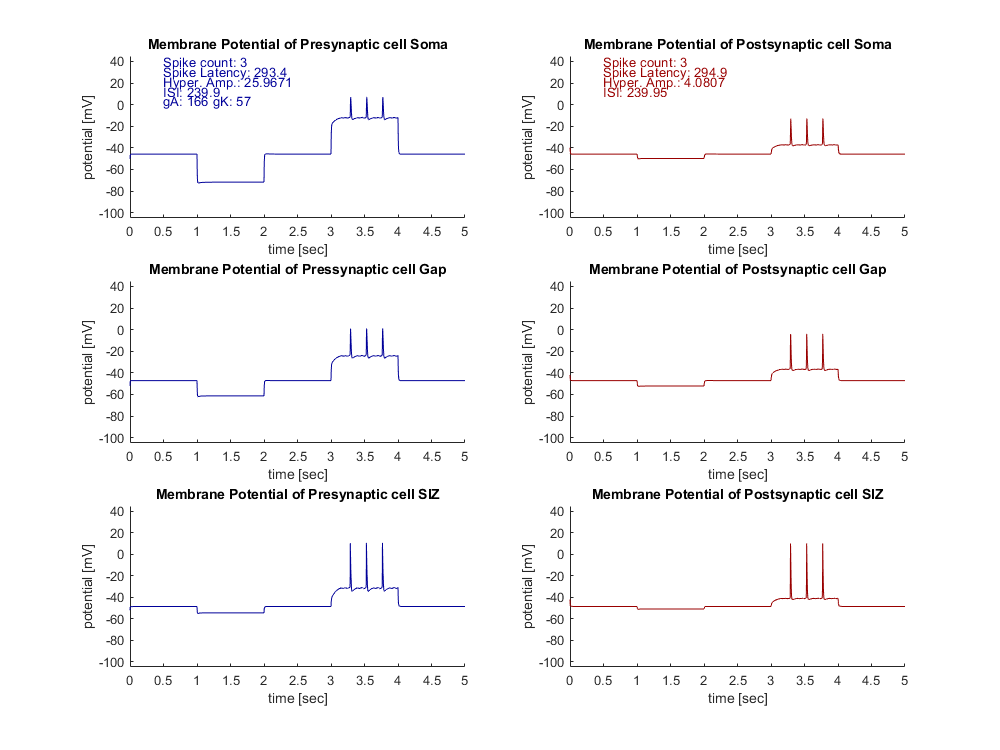 Membrane Potential of Presynaptic cell Soma
Spike count: 3
Spike Latency: 293.4
Hyper. Amp.: 25.9671
ISI: 239.9
gA: 166 gK: 57
potential [mV]
40
20
0
-20
-40
-60
-80
-100
0 0.5 1 1.5 2 2.5 3 3.5 4 4.5 5
time [sec]
Membrane Potential of Postsynaptic cell Soma
Spike count: 3
Spike Latency: 294.9
Hyper. Amp.: 4.0807
ISI: 239.95
potential [mV]
40
20
0
-20
-40
-60
-80
-100
0 0.5 1 1.5 2 2.5 3 3.5 4 4.5 5
time [sec]
Membrane Potential of Pressynaptic cell Gap
potential [mV]
40
20
0
-20
-40
-60
-80
-100
0 0.5 1 1.5 2 2.5 3 3.5 4 4.5 5
time [sec]
Membrane Potential of Postsynaptic cell Gap
potential [mV]
40
20
0
-20
-40
-60
-80
-100
0 0.5 1 1.5 2 2.5 3 3.5 4 4.5 5
time [sec]
Membrane Potential of Presynaptic cell SIZ
potential [mV]
40
20
0
-20
-40
-60
-80
-100
0 0.5 1 1.5 2 2.5 3 3.5 4 4.5 5
time [sec]
Membrane Potential of Postsynaptic cell SIZ
potential [mV]
40
20
0
-20
-40
-60
-80
-100
0 0.5 1 1.5 2 2.5 3 3.5 4 4.5 5
time [sec]